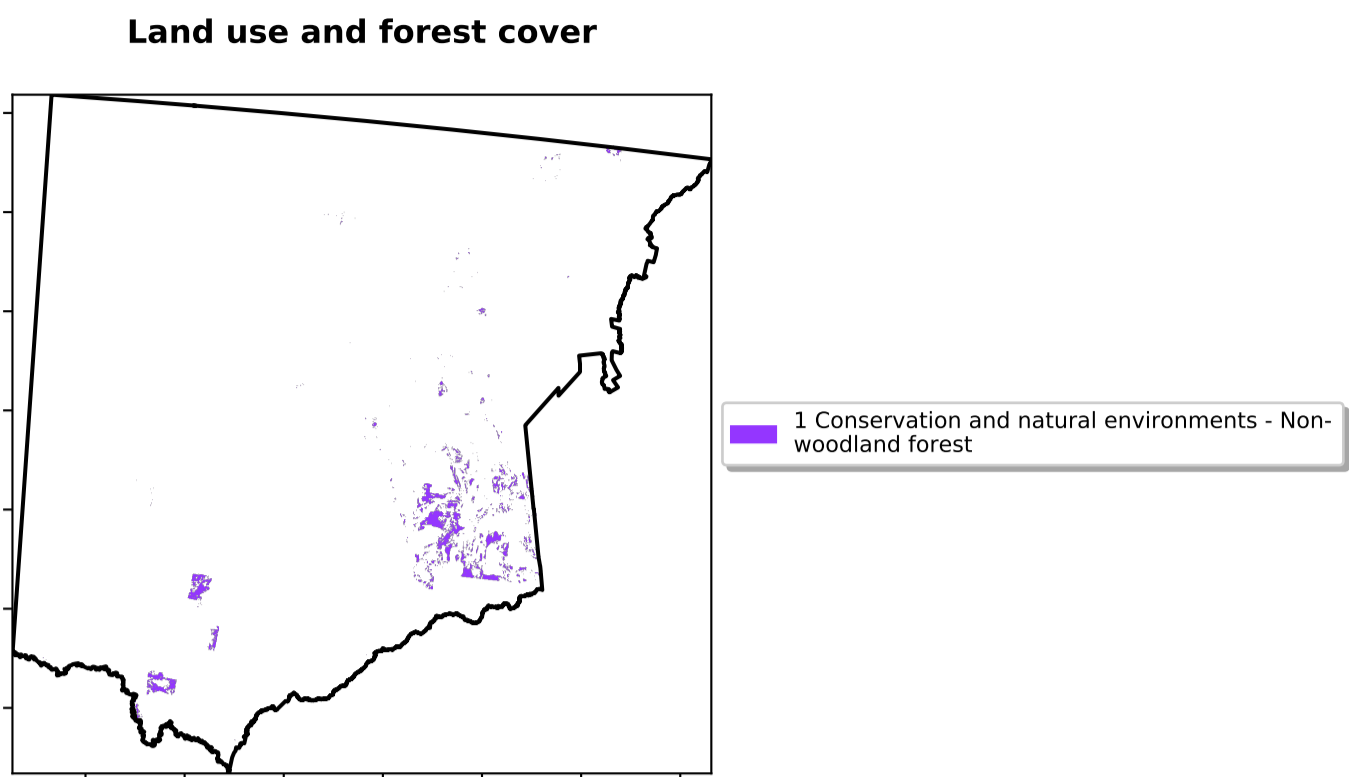 Land use and forest cover
1 Conservation and natural environments - Non-
woodland forest